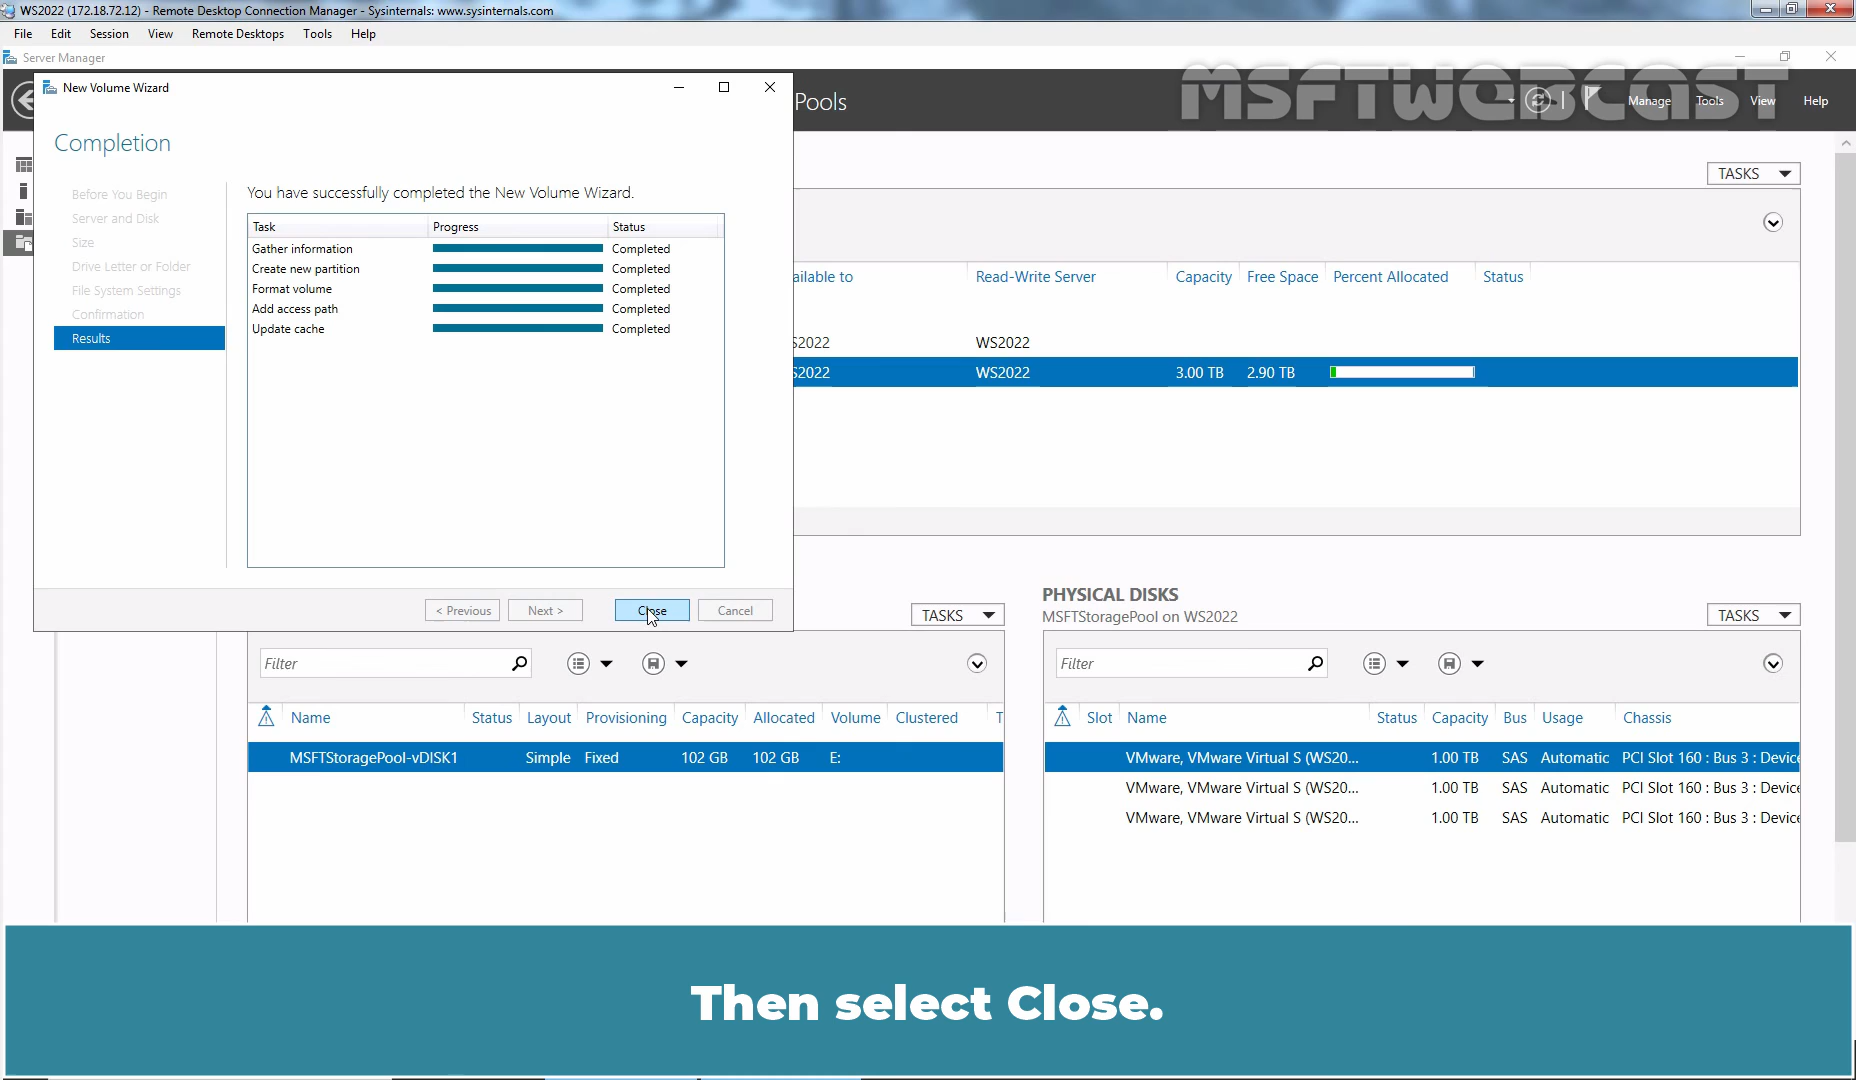 WS2022 (172.18.72.12) - Remote Desktop Connection Manager - Sysinternals: www.sysinternals.com
File Edit Session View Remote Desktops Tools Help
Server Manager
New Volume Wizard
Pools
MSFTWEBCAST
Manage Tools View Help
Completion
TASKS
Before You Begin
Server and Disk
Size
Drive Letter or Folder
File System Settings
Confirmation
Results
You have successfully completed the New Volume Wizard.
Task Progress Status
Gather information Completed
Create new partition Completed
Format volume Completed
Add access path Completed
Update cache Completed
ailable to Read-Write Server Capacity Free Space Percent Allocated Status
S2022 WS2022
S2022 WS2022 3.00 TB 2.90 TB
< Previous Next > Close Cancel
TASKS
PHYSICAL DISKS
MSFTStoragePool on WS2022
TASKS
Filter
Filter
Name Status Layout Provisioning Capacity Allocated Volume Clustered T
MSFTStoragePool-vDISK1 Simple Fixed 102 GB 102 GB E:
Slot Name Status Capacity Bus Usage Chassis
VMware, VMware Virtual S (WS20... 1.00 TB SAS Automatic PCI Slot 160 : Bus 3 : Device
VMware, VMware Virtual S (WS20... 1.00 TB SAS Automatic PCI Slot 160 : Bus 3 : Device
VMware, VMware Virtual S (WS20... 1.00 TB SAS Automatic PCI Slot 160 : Bus 3 : Device
Then select Close.